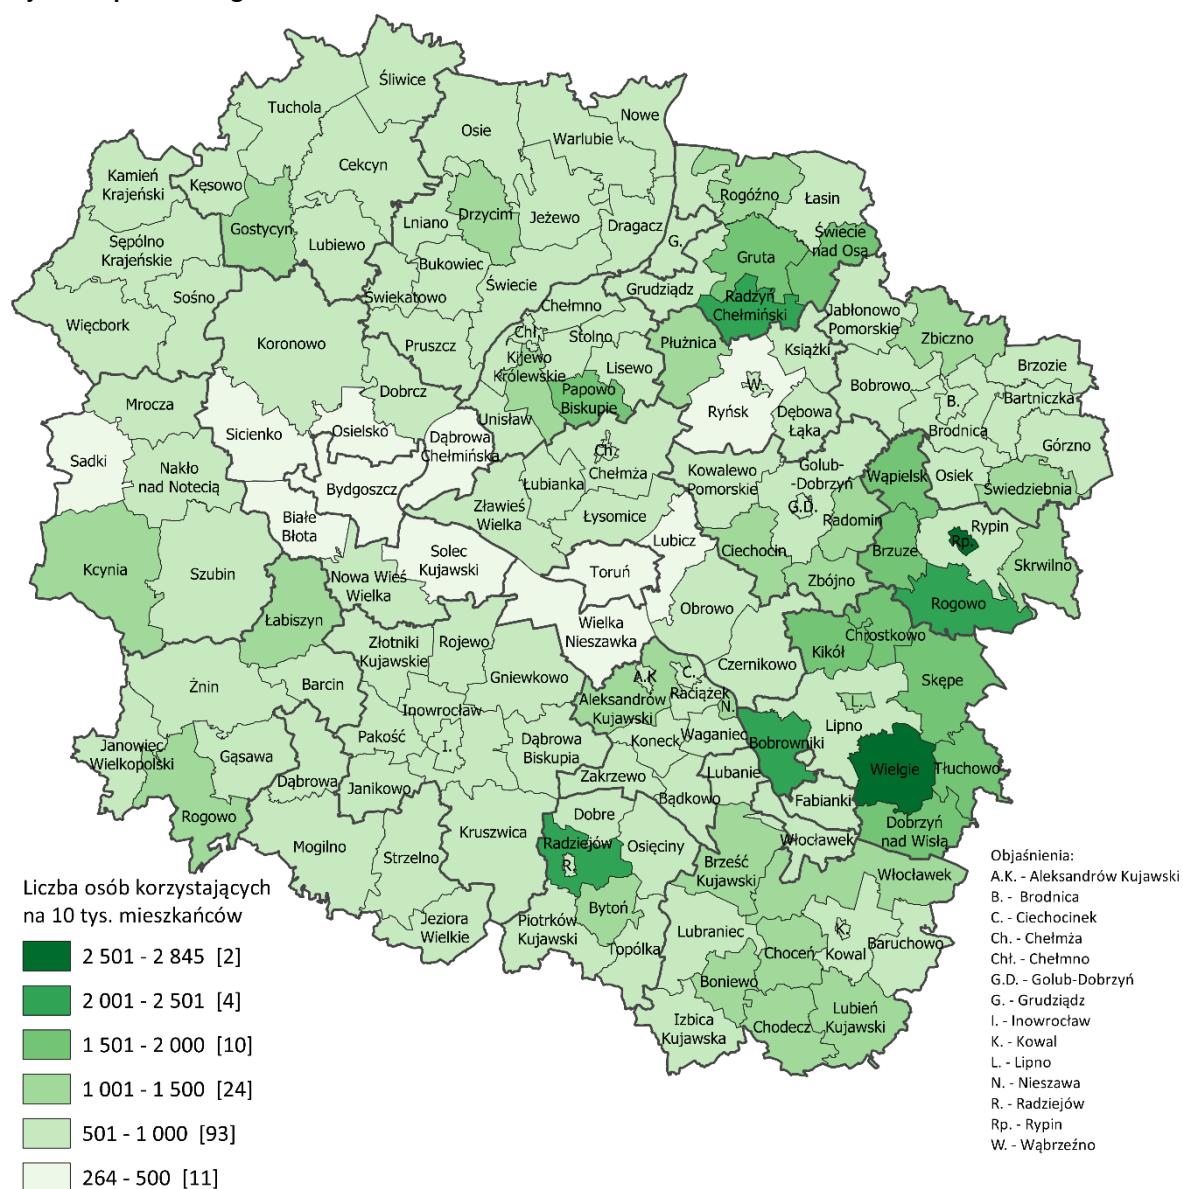 Śliwice
Tuchola
Nowe
Osie
Warlubie
Cekcyn
Kamień
Krajeński
Kęsowo
Rogóźno
Łasin
Drzycim
Lniano
Jeżewo
Dragacz
Gostycyn
Lubiewo
G.
Świecie
nad Osą
Sępólno
Krajeńskie
Gruta
Bukowiec
Świecie
Grudziądz
Sośno
Świekatowo
Radzyń
Chełmiński
Chełmno
Więcbork
Jabłonowo
Pomorskie
Koronowo
Pruszcz
Chł.
Stolno
Płużnica
Książki
Zbiczno
Kijewo
Królewskie
Lisewo
Brzozie
Dobrcz
Papowo
Biskupie
W.
Bobrowo
Mrocza
Ryńsk
B.
Bartniczka
Unisław
Dębowa
Łąka
Sicienko
Osielsko
Dąbrowa
Chełmińska
Brodnica
Górzno
Ch.
Sadki
Chełmża
Nakło
nad Notecią
Kowalewo
Pomorskie
Golub-
-Dobrzyń
Wąpielsk
Osiek
Bydgoszcz
Łubianka
Świedziebnia
G.D.
Zławieś
Wielka
Łysomice
Radomin
Białe
Błota
Rypin
Lubicz
Rp.
Solec
Kujawski
Ciechocin
Brzuze
Kcynia
Szubin
Toruń
Skrwilno
Nowa Wieś
Wielka
Zbójno
Rogowo
Obrowo
Łabiszyn
Wielka
Nieszawka
Chrostkowo
Złotniki
Kujawskie
Rojewo
Kikół
Czernikowo
Żnin
Barcin
Gniewkowo
A.K
C.
Raciążek
Skępe
Aleksandrów
Kujawski
N.
L.
Inowrocław
Lipno
Pakość
I.
Dąbrowa
Biskupia
Koneck
Waganiec
Bobrowniki
Janowiec
Wielkopolski
Gąsawa
Wielgie
Tłuchowo
Dąbrowa
Janikowo
Zakrzewo
Lubanie
Bądkowo
Fabianki
Rogowo
Dobre
Dobrzyń
nad Wisłą
Kruszwica
Radziejów
Osięciny
Włocławek
Mogilno
Strzelno
R.
Brześć
Kujawski
Włocławek
Bytoń
Jeziora
Wielkie
Piotrków
Kujawski
Lubraniec
K.
Topólka
Choceń
Kowal
Baruchowo
Boniewo
Izbica
Kujawska
Chodecz
Lubień
Kujawski
Liczba osób korzystających
na 10 tys. mieszkańców
2 501 - 2 845 [2]
2 001 - 2 501 [4]
1 501 - 2 000 [10]
1 001 - 1 500 [24]
501 - 1 000 [93]
264 - 500 [11]
Objaśnienia:
A.K. - Aleksandrów Kujawski
B. - Brodnica
C. - Ciechocinek
Ch. - Chełmża
Chł. - Chełmno
G.D. - Golub-Dobrzyń
G. - Grudziądz
I. - Inowrocław
K. - Kowal
L. - Lipno
N. - Nieszawa
R. - Radziejów
Rp. - Rypin
W. - Wąbrzeźno